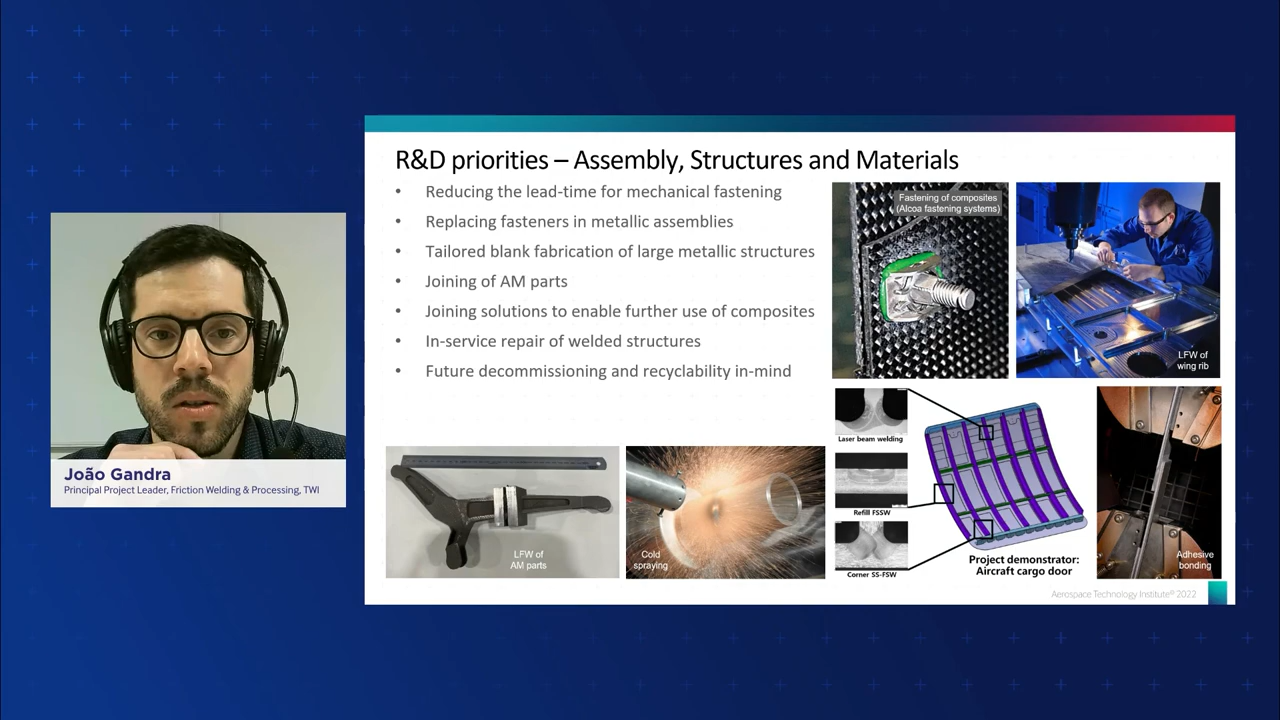 R&D priorities – Assembly, Structures and Materials
• Reducing the lead-time for mechanical fastening
• Replacing fasteners in metallic assemblies
• Tailored blank fabrication of large metallic structures
• Joining of AM parts
• Joining solutions to enable further use of composites
• In-service repair of welded structures
• Future decommissioning and recyclability in-mind
Fastening of composites
(Alcoa fastening systems)
LFW of
wing rib
Laser beam welding
Refill FSSW
Corner SS-FSW
Project demonstrator:
Aircraft cargo door
Adhesive
bonding
LFW of
AM parts
Cold
spraying
Aerospace Technology Institute® 2022
João Gandra
Principal Project Leader, Friction Welding & Processing, TWI